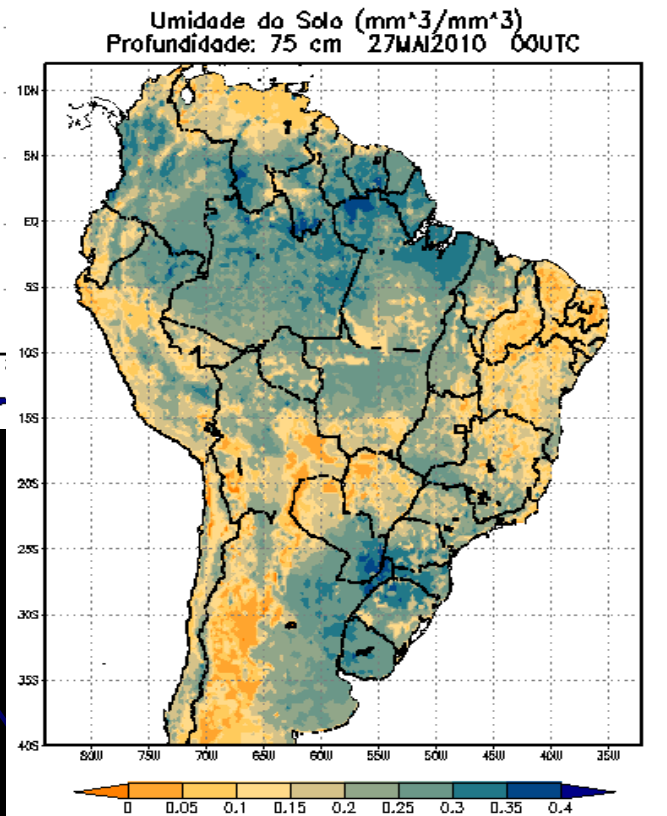 Umidade do Solo (mm^3/mm^3)
Profundidade: 75 cm 27MAI2010 00UTC
10N
5N
EQ
5S
10S
15S
20S
25S
30S
35S
40S
80W 75W 70W 65W 60W 55W 50W 45W 40W 35W
0 0.05 0.1 0.15 0.2 0.25 0.3 0.35 0.4